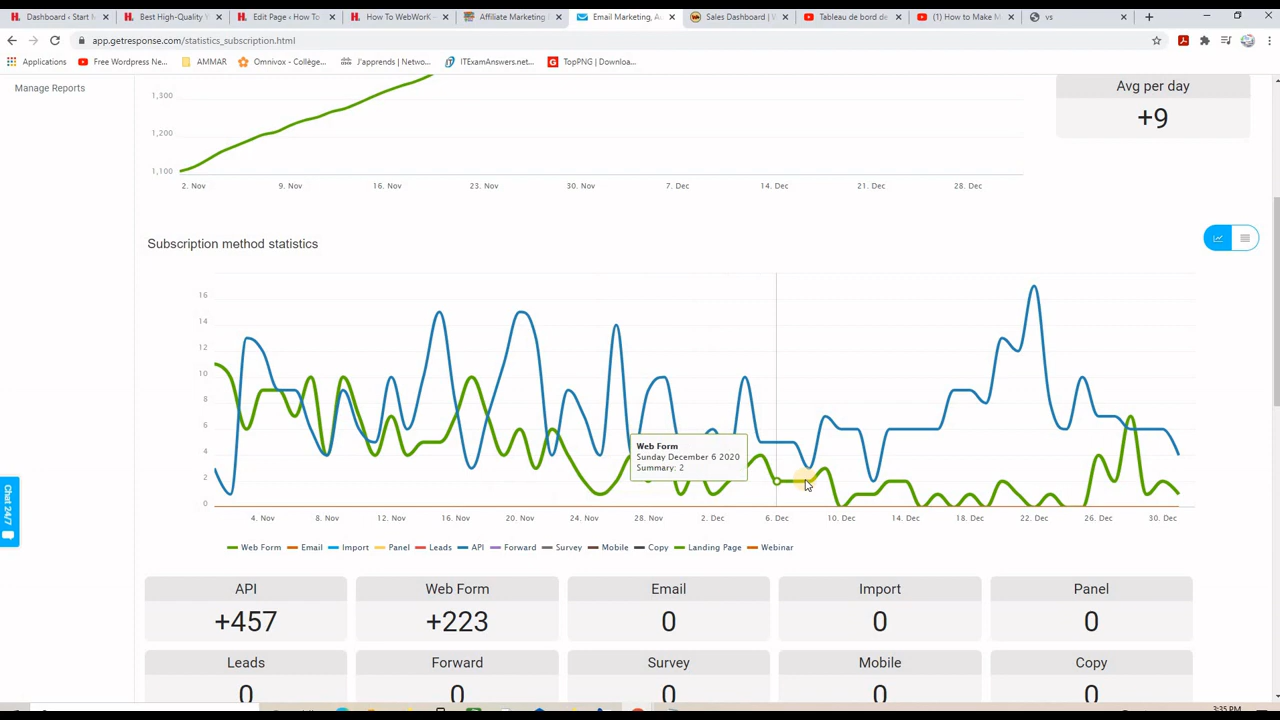 Dashboard ‹ Start M
Best High-Quality W
Edit Page ‹ How To
How To WebWork –
Affiliate Marketing P
Email Marketing, Au
Sales Dashboard | W
Tableau de bord de
(1) How to Make M
vs
app.getresponse.com/statistics_subscription.html
Applications
Free Wordpress Ne...
AMMAR
Omnivox - Collège...
J'apprends | Netwo...
ITExamAnswers.net...
TopPNG | Downloa...
Manage Reports
1,300
1,200
1,100
2. Nov 9. Nov 16. Nov 23. Nov 30. Nov 7. Dec 14. Dec 21. Dec 28. Dec
Avg per day
+9
Subscription method statistics
16
14
12
10
8
6
4
2
0
Web Form
Sunday December 6 2020
Summary: 2
4. Nov 8. Nov 12. Nov 16. Nov 20. Nov 24. Nov 28. Nov 2. Dec 6. Dec 10. Dec 14. Dec 18. Dec 22. Dec 26. Dec 30. Dec
Web Form Email Import Panel Leads API Forward Survey Mobile Copy Landing Page Webinar
API Web Form Email Import Panel
+457 +223 0 0 0
Leads Forward Survey Mobile Copy
0 0 0 0 0
Chat 24/7
3:35 PM